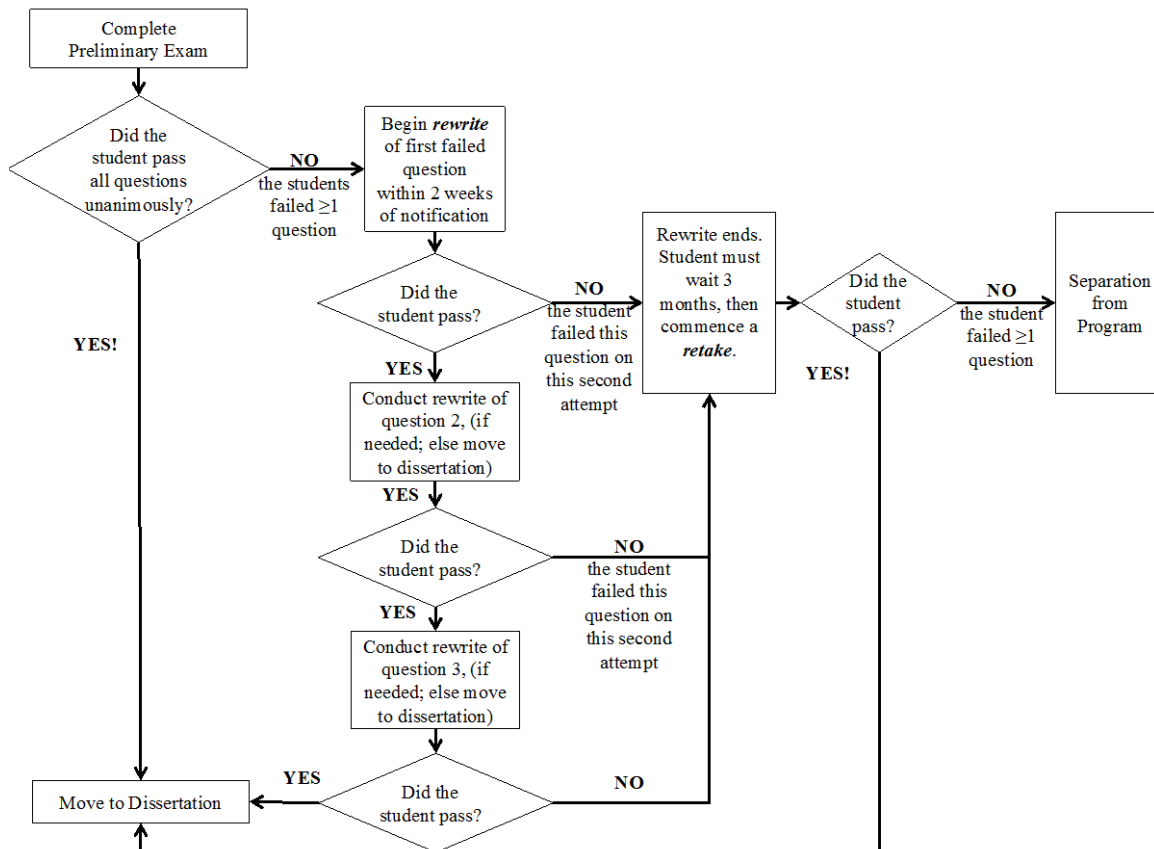 Complete
Preliminary Exam
Did the
student pass
all questions
unanimously?
NO
the students
failed ≥1
question
YES!
Begin rewrite
of first failed
question
within 2 weeks
of notification
Did the
student pass?
NO
the student
failed this
question on
this second
attempt
YES
Conduct rewrite of
question 2, (if
needed; else move
to dissertation)
YES
Did the
student pass?
NO
the student
failed this
question on
this second
attempt
YES
Conduct rewrite of
question 3, (if
needed; else move
to dissertation)
Did the
student pass?
YES
NO
Move to Dissertation
Rewrite ends.
Student must
wait 3
months, then
commence a
retake.
Did the
student
pass?
YES!
NO
the student
failed ≥1
question
Separation
from
Program